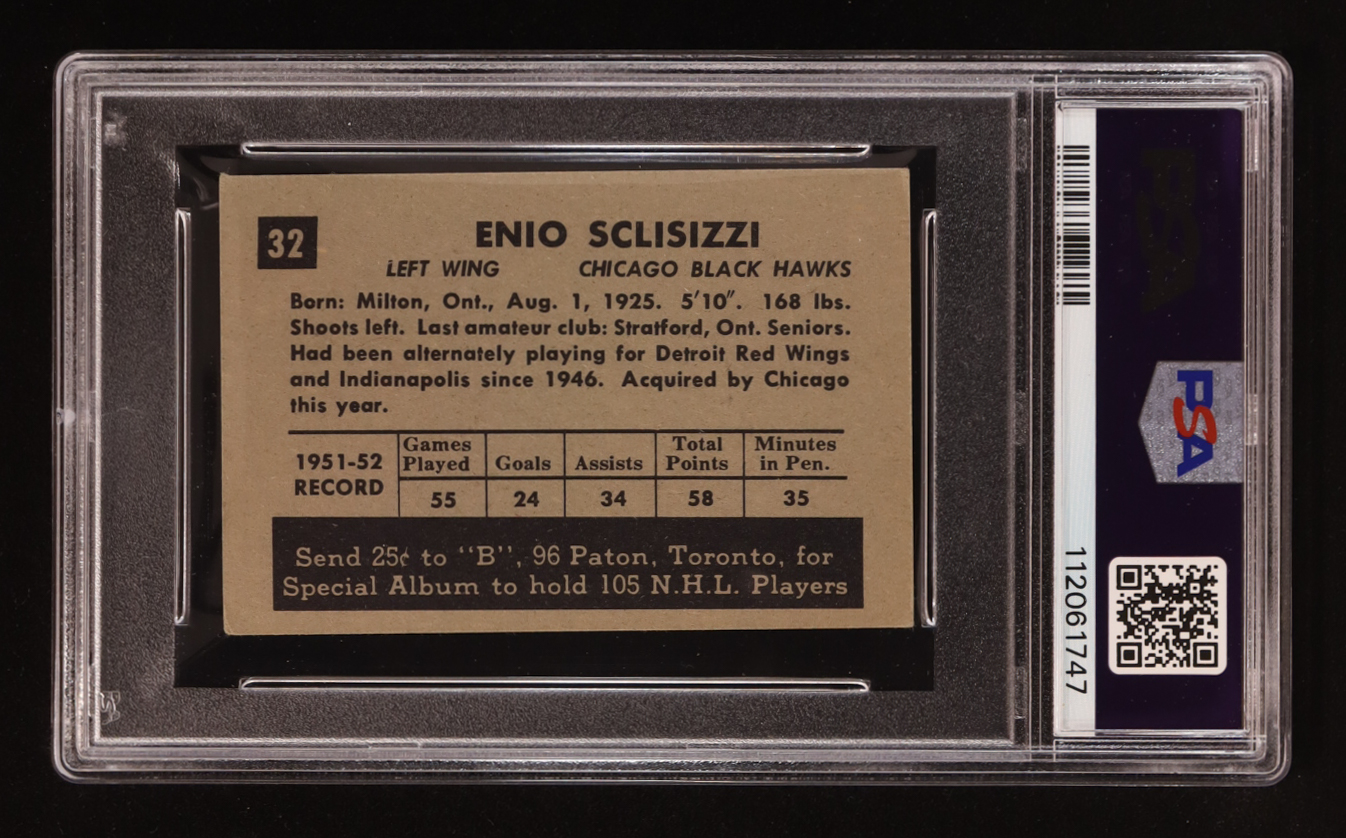 32
ENIO SCLISIZZI
LEFT WING CHICAGO BLACK HAWKS
Born: Milton, Ont., Aug. 1, 1925. 5'10". 168 lbs.
Shoots left. Last amateur club: Stratford, Ont. Seniors.
Had been alternately playing for Detroit Red Wings
and Indianapolis since 1946. Acquired by Chicago
this year.
1951-52 RECORD
Games Played Goals Assists Total Points Minutes in Pen.
55 24 34 58 35
Send 25¢ to "B", 96 Paton, Toronto, for
Special Album to hold 105 N.H.L. Players
PSA
PSA
112061747